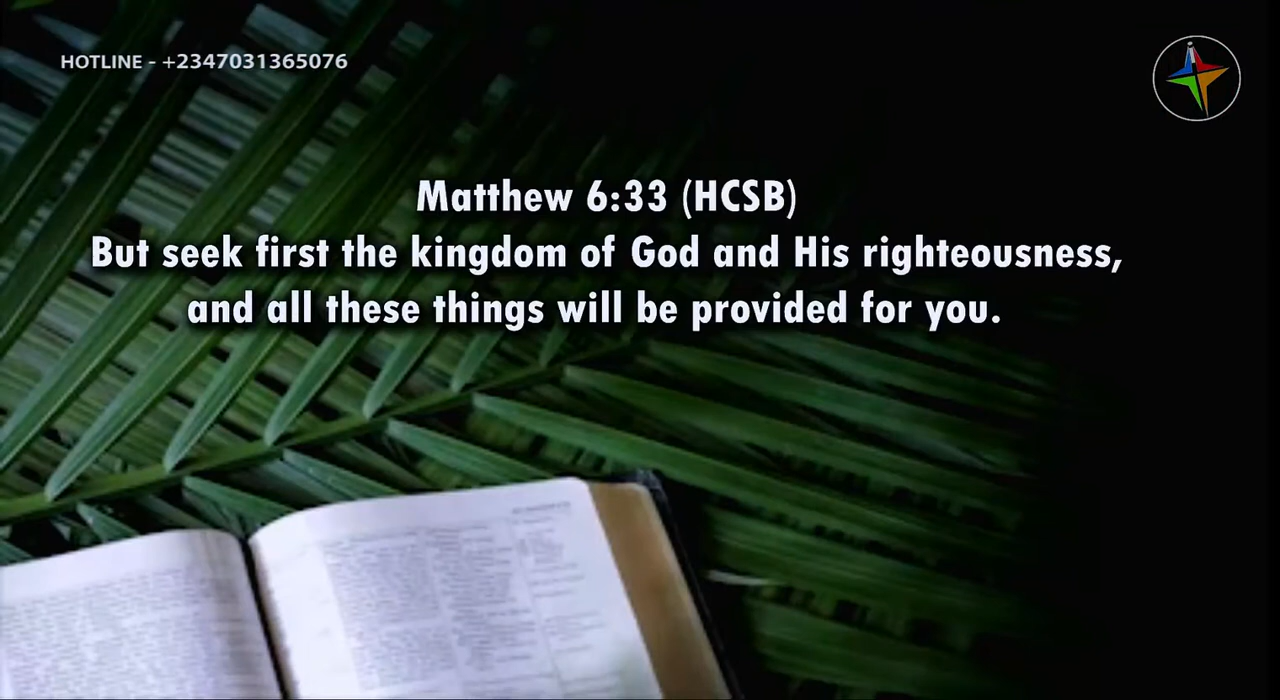 HOTLINE - +2347031365076
Matthew 6:33 (HCSB)
But seek first the kingdom of God and His righteousness,
and all these things will be provided for you.